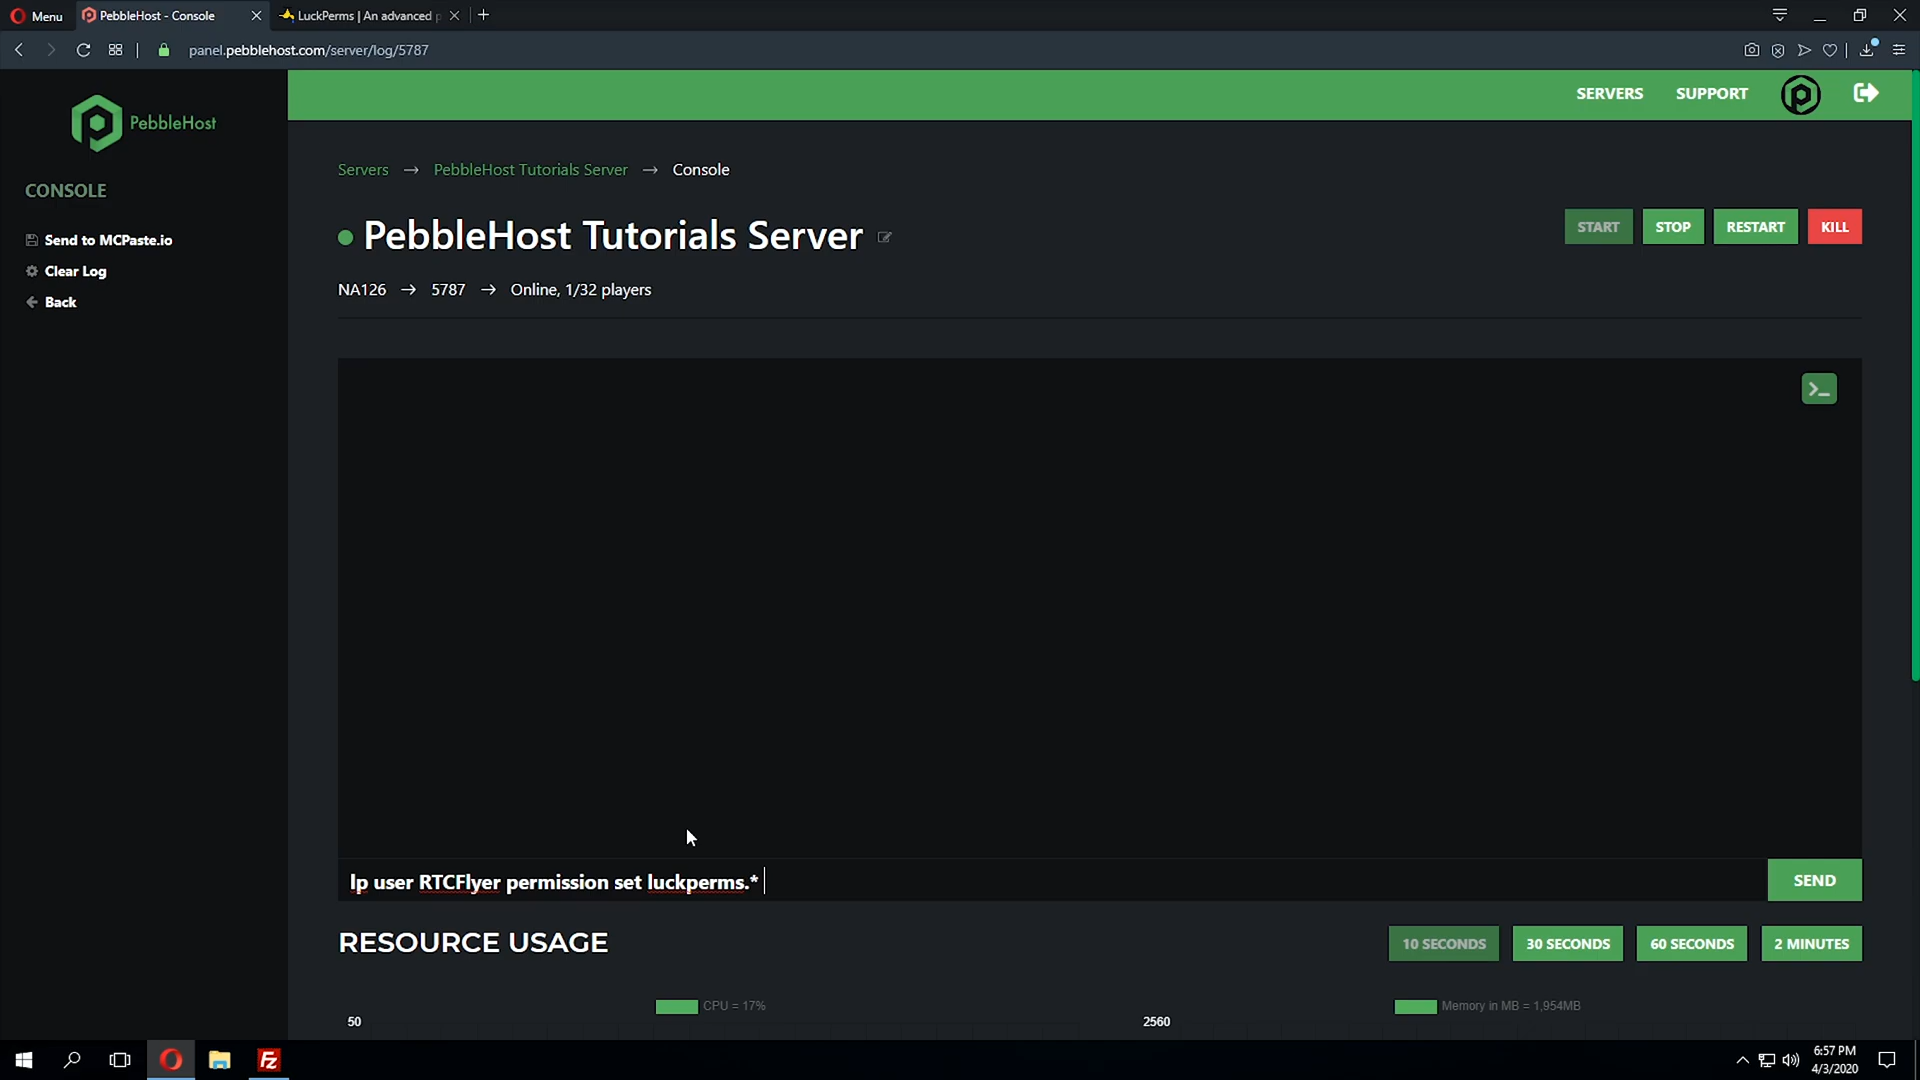 Menu
PebbleHost - Console
LuckPerms | An advanced p
panel.pebblehost.com/server/log/5787
PebbleHost
SERVERS
SUPPORT
CONSOLE
Send to MCPaste.io
Clear Log
Back
Servers → PebbleHost Tutorials Server → Console
PebbleHost Tutorials Server
START
STOP
RESTART
KILL
NA126 → 5787 → Online, 1/32 players
lp user RTCFlyer permission set luckperms.*
SEND
RESOURCE USAGE
10 SECONDS
30 SECONDS
60 SECONDS
2 MINUTES
CPU = 17%
Memory in MB = 1,954MB
50
2560
6:57 PM
4/3/2020